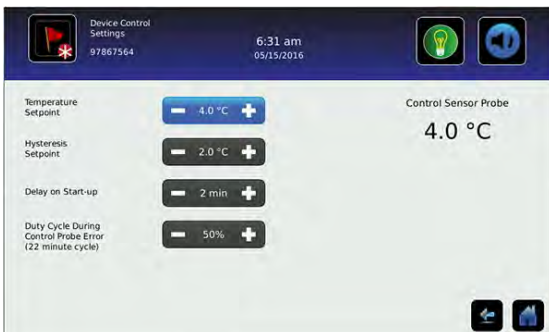 Device Control
Settings
97867564
6:31 am
05/15/2016
Temperature
Setpoint
4.0 °C
Hysteresis
Setpoint
2.0 °C
Delay on Start-up
2 min
Duty Cycle During
Control Probe Error
(22 minute cycle)
50%
Control Sensor Probe
4.0 °C